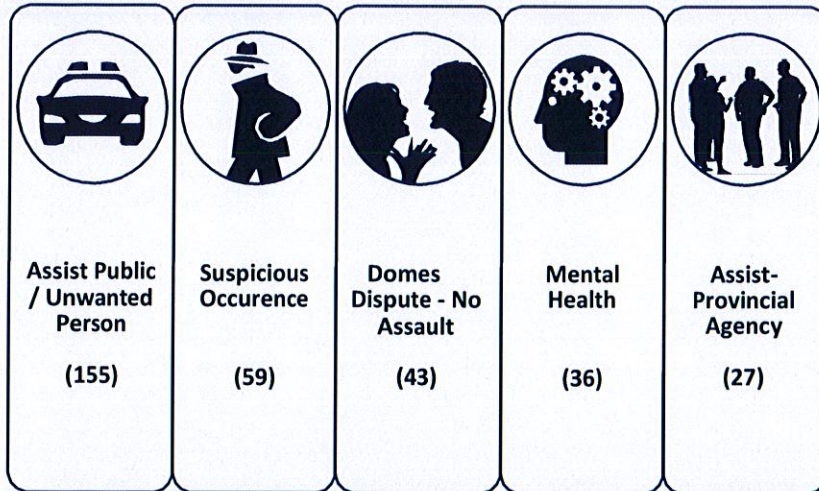 Assist Public
/ Unwanted
Person
(155)
Suspicious
Occurence
(59)
Domes
Dispute - No
Assault
(43)
Mental
Health
(36)
Assist-
Provincial
Agency
(27)